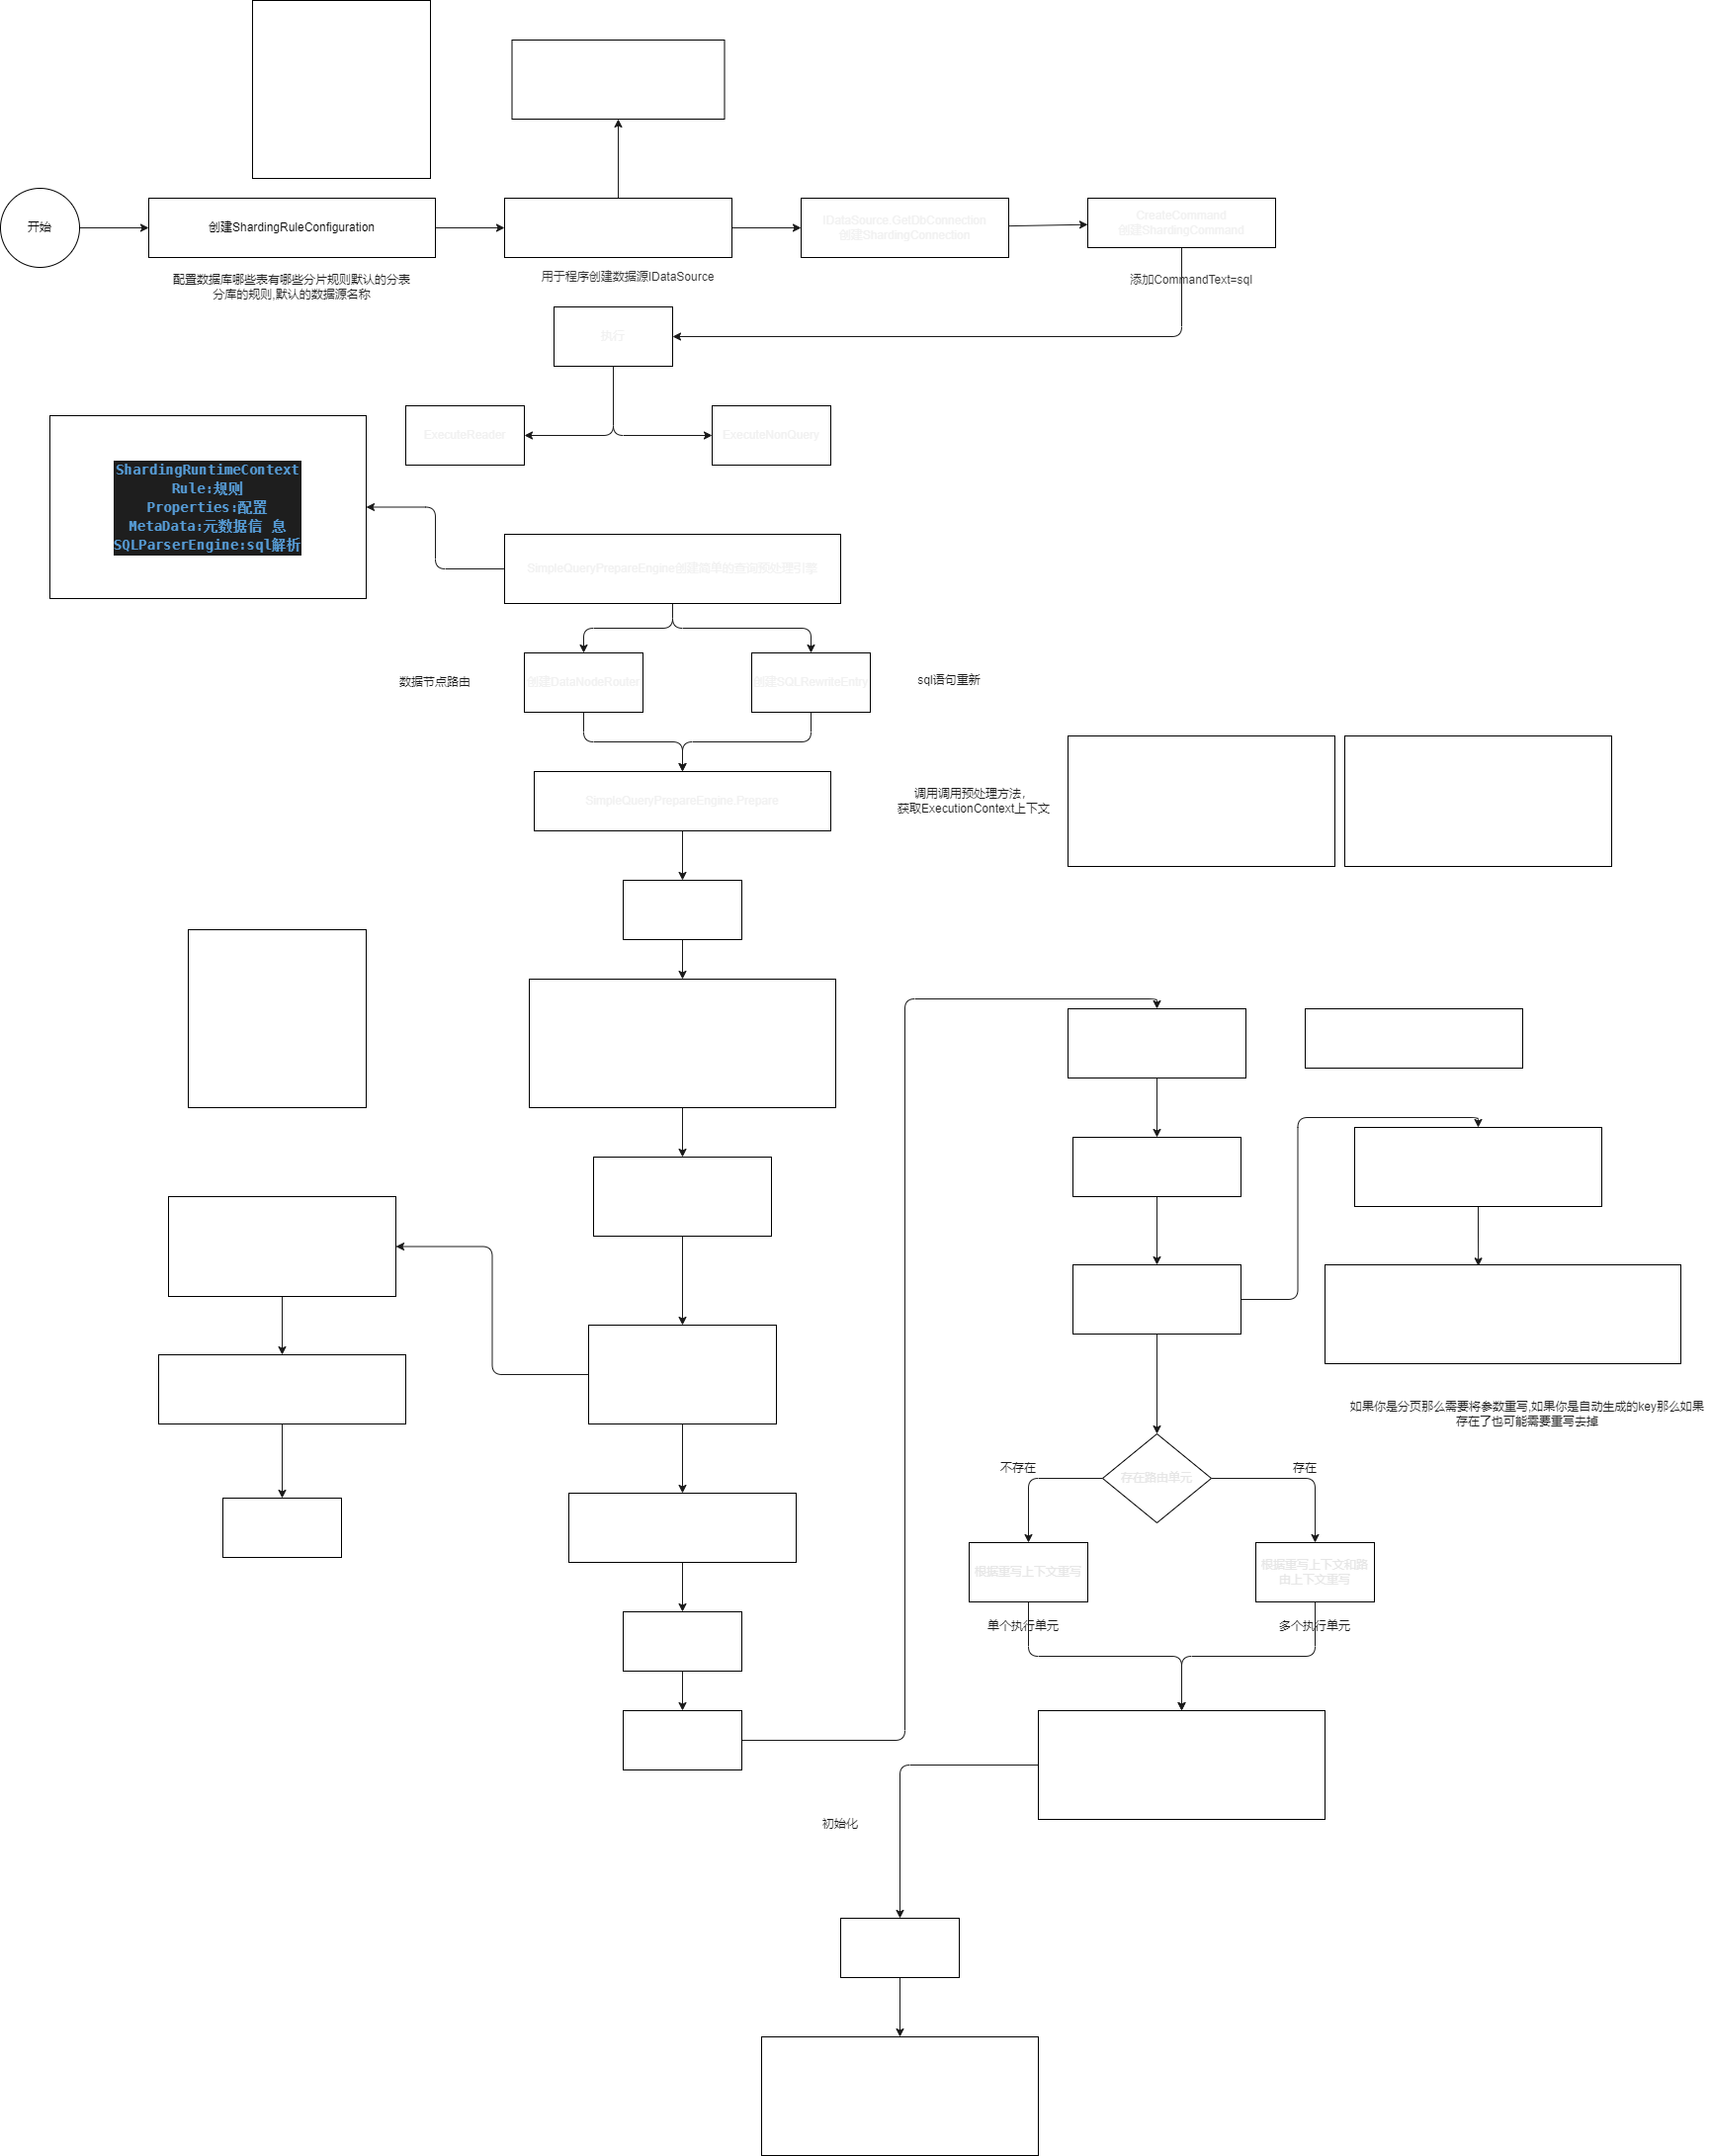 开始
创建ShardingRuleConfiguration
IDataSource.GetDbConnection
创建ShardingConnection
CreateCommand
创建ShardingCommand
配置数据库哪些表有哪些分片规则默认的分表
分库的规则,默认的数据源名称
用于程序创建数据源IDataSource
添加CommandText=sql
执行
ExecuteReader
ExecuteNonQuery
ShardingRuntimeContext
Rule:规则
Properties:配置
MetaData:元数据信 息
SQLParserEngine:sql解析
SimpleQueryPrepareEngine创建简单的查询预处理引擎
数据节点路由
创建DataNodeRouter
创建SQLRewriteEntry
sql语句重新
SimpleQueryPrepareEngine.Prepare
调用调用预处理方法，
获取ExecutionContext上下文
如果你是分页那么需要将参数重写,如果你是自动生成的key那么如果
存在了也可能需要重写去掉
不存在
存在路由单元
存在
根据重写上下文重写
根据重写上下文和路
由上下文重写
单个执行单元
多个执行单元
初始化